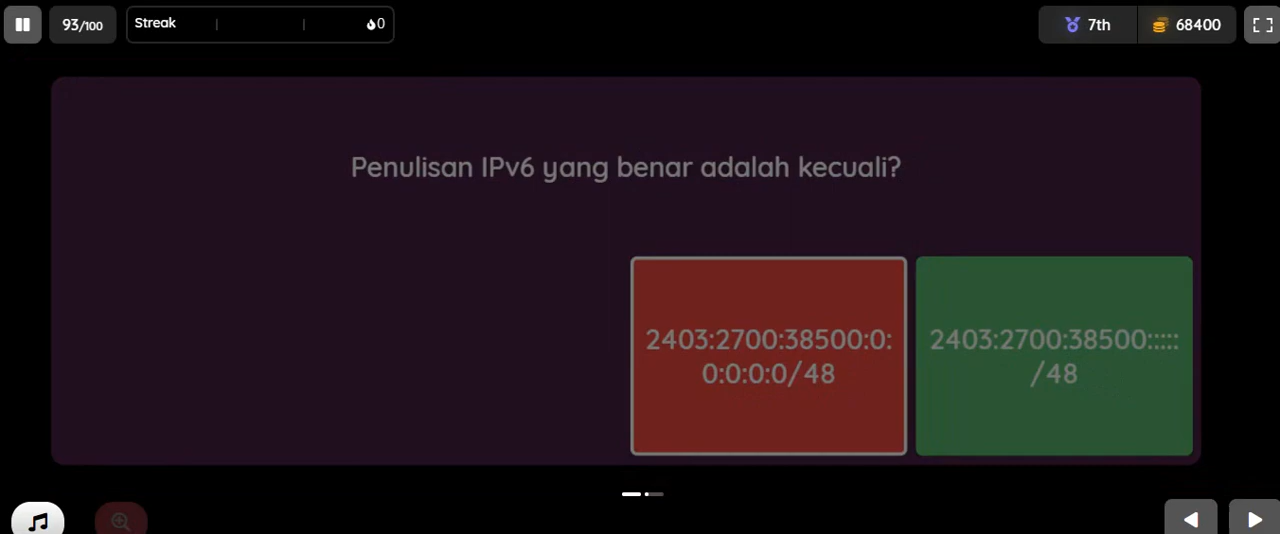 93/100
Streak
0
7th
68400
Penulisan IPv6 yang benar adalah kecuali?
2403:2700:38500:0:
0:0:0:0/48
2403:2700:38500:::::
/48